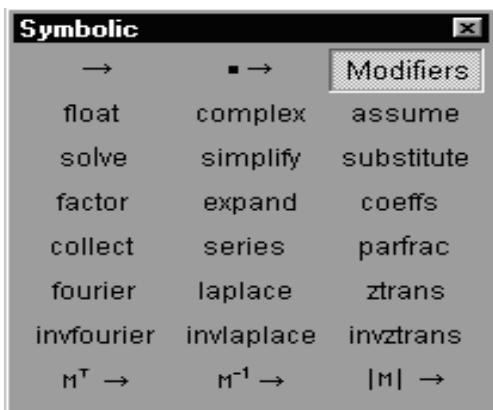 Symbolic
→ ▪ → Modifiers
float complex assume
solve simplify substitute
factor expand coeffs
collect series parfrac
fourier laplace ztrans
invfourier invlaplace invztrans
Mᵀ → M⁻¹ → |M| →